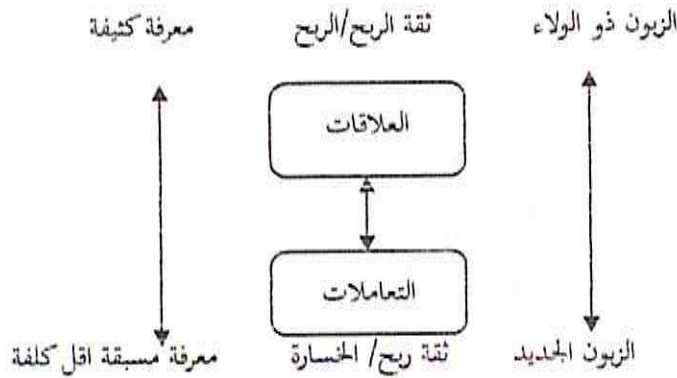 الزبون ذو الولاء
ثقة الربح/الربح
معرفة كثيفة
العلاقات
التعاملات
الزبون الجديد
ثقة ربح/ الخسارة
معرفة مسبقة اقل كلفة